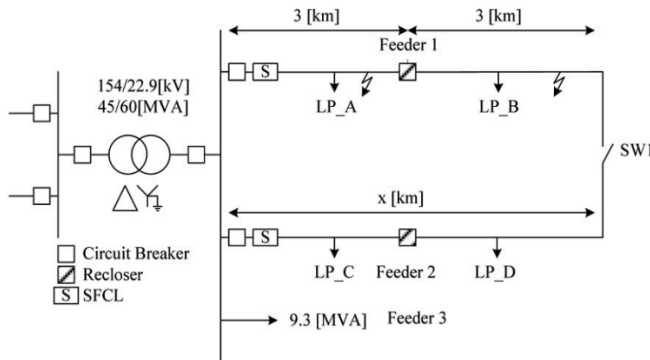 3 [km]
3 [km]
Feeder 1
154/22.9[kV]
45/60[MVA]
S
LP_A
LP_B
SW1
x [km]
S
Circuit Breaker
Recloser
S SFCL
LP_C
Feeder 2
LP_D
9.3 [MVA]
Feeder 3